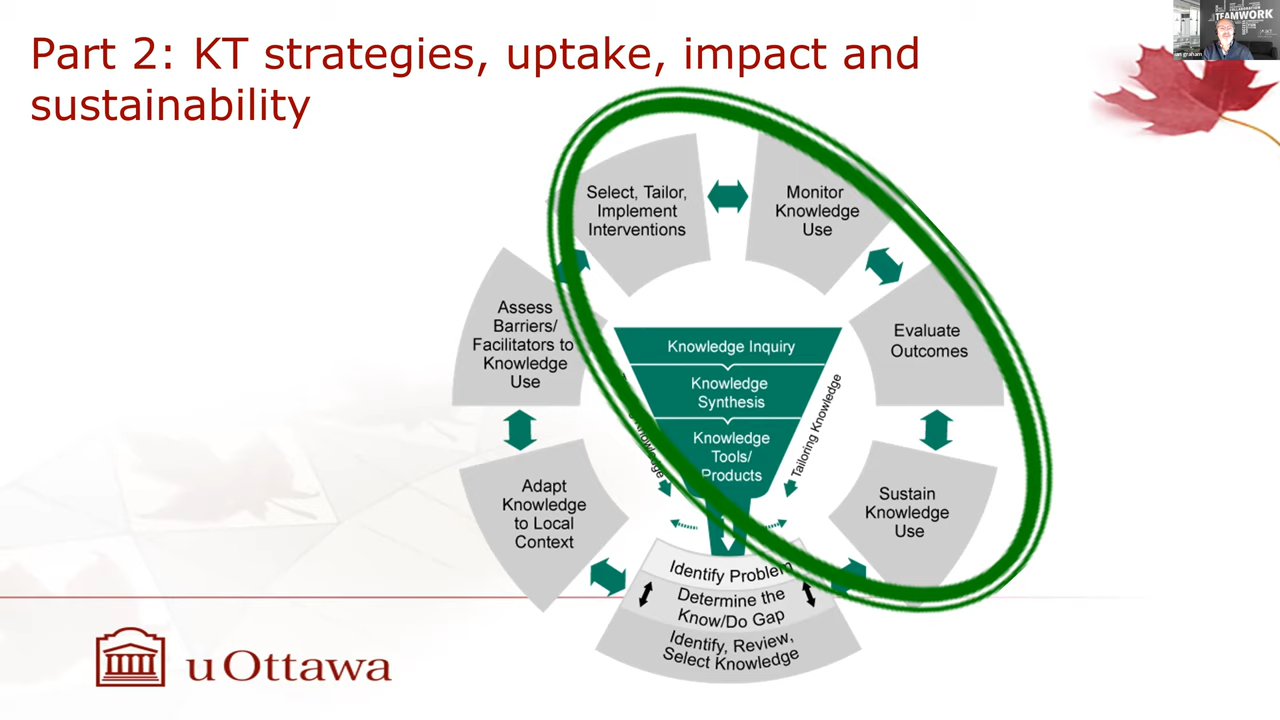 Part 2: KT strategies, uptake, impact and
sustainability
TEAMWORK
graham
Select, Tailor,
Implement
Interventions
Monitor
Knowledge
Use
Assess
Barriers/
Facilitators to
Knowledge
Use
Evaluate
Outcomes
Knowledge Inquiry
Knowledge
Synthesis
Knowledge
Tools/
Products
Knowledge
Tailoring Knowledge
Adapt
Knowledge
to Local
Context
Sustain
Knowledge
Use
Identify Problem
Determine the
Know/Do Gap
Identify, Review,
Select Knowledge
uOttawa